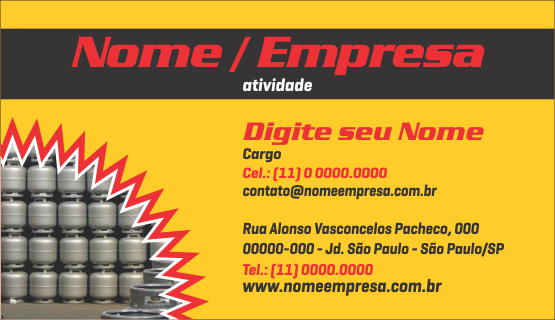 Nome / Empresa
atividade
Digite seu Nome
Cargo
Cel.: (11) 0 0000.0000
contato@nomeempresa.com.br
Rua Alonso Vasconcelos Pacheco, 000
00000-000 - Jd. São Paulo - São Paulo/SP
Tel.: (11) 0000.0000
www.nomeempresa.com.br